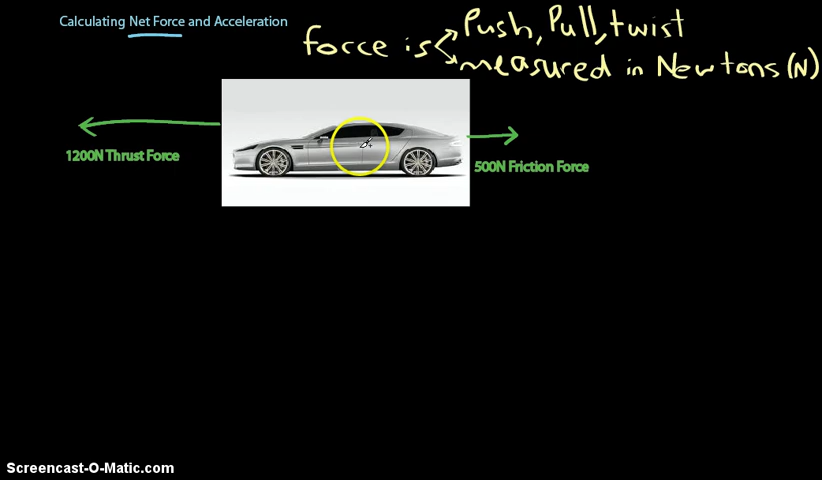 Calculating Net Force and Acceleration
force is
Push, Pull, twist
measured in Newtons (N)
1200N Thrust Force
500N Friction Force
Screencast-O-Matic.com